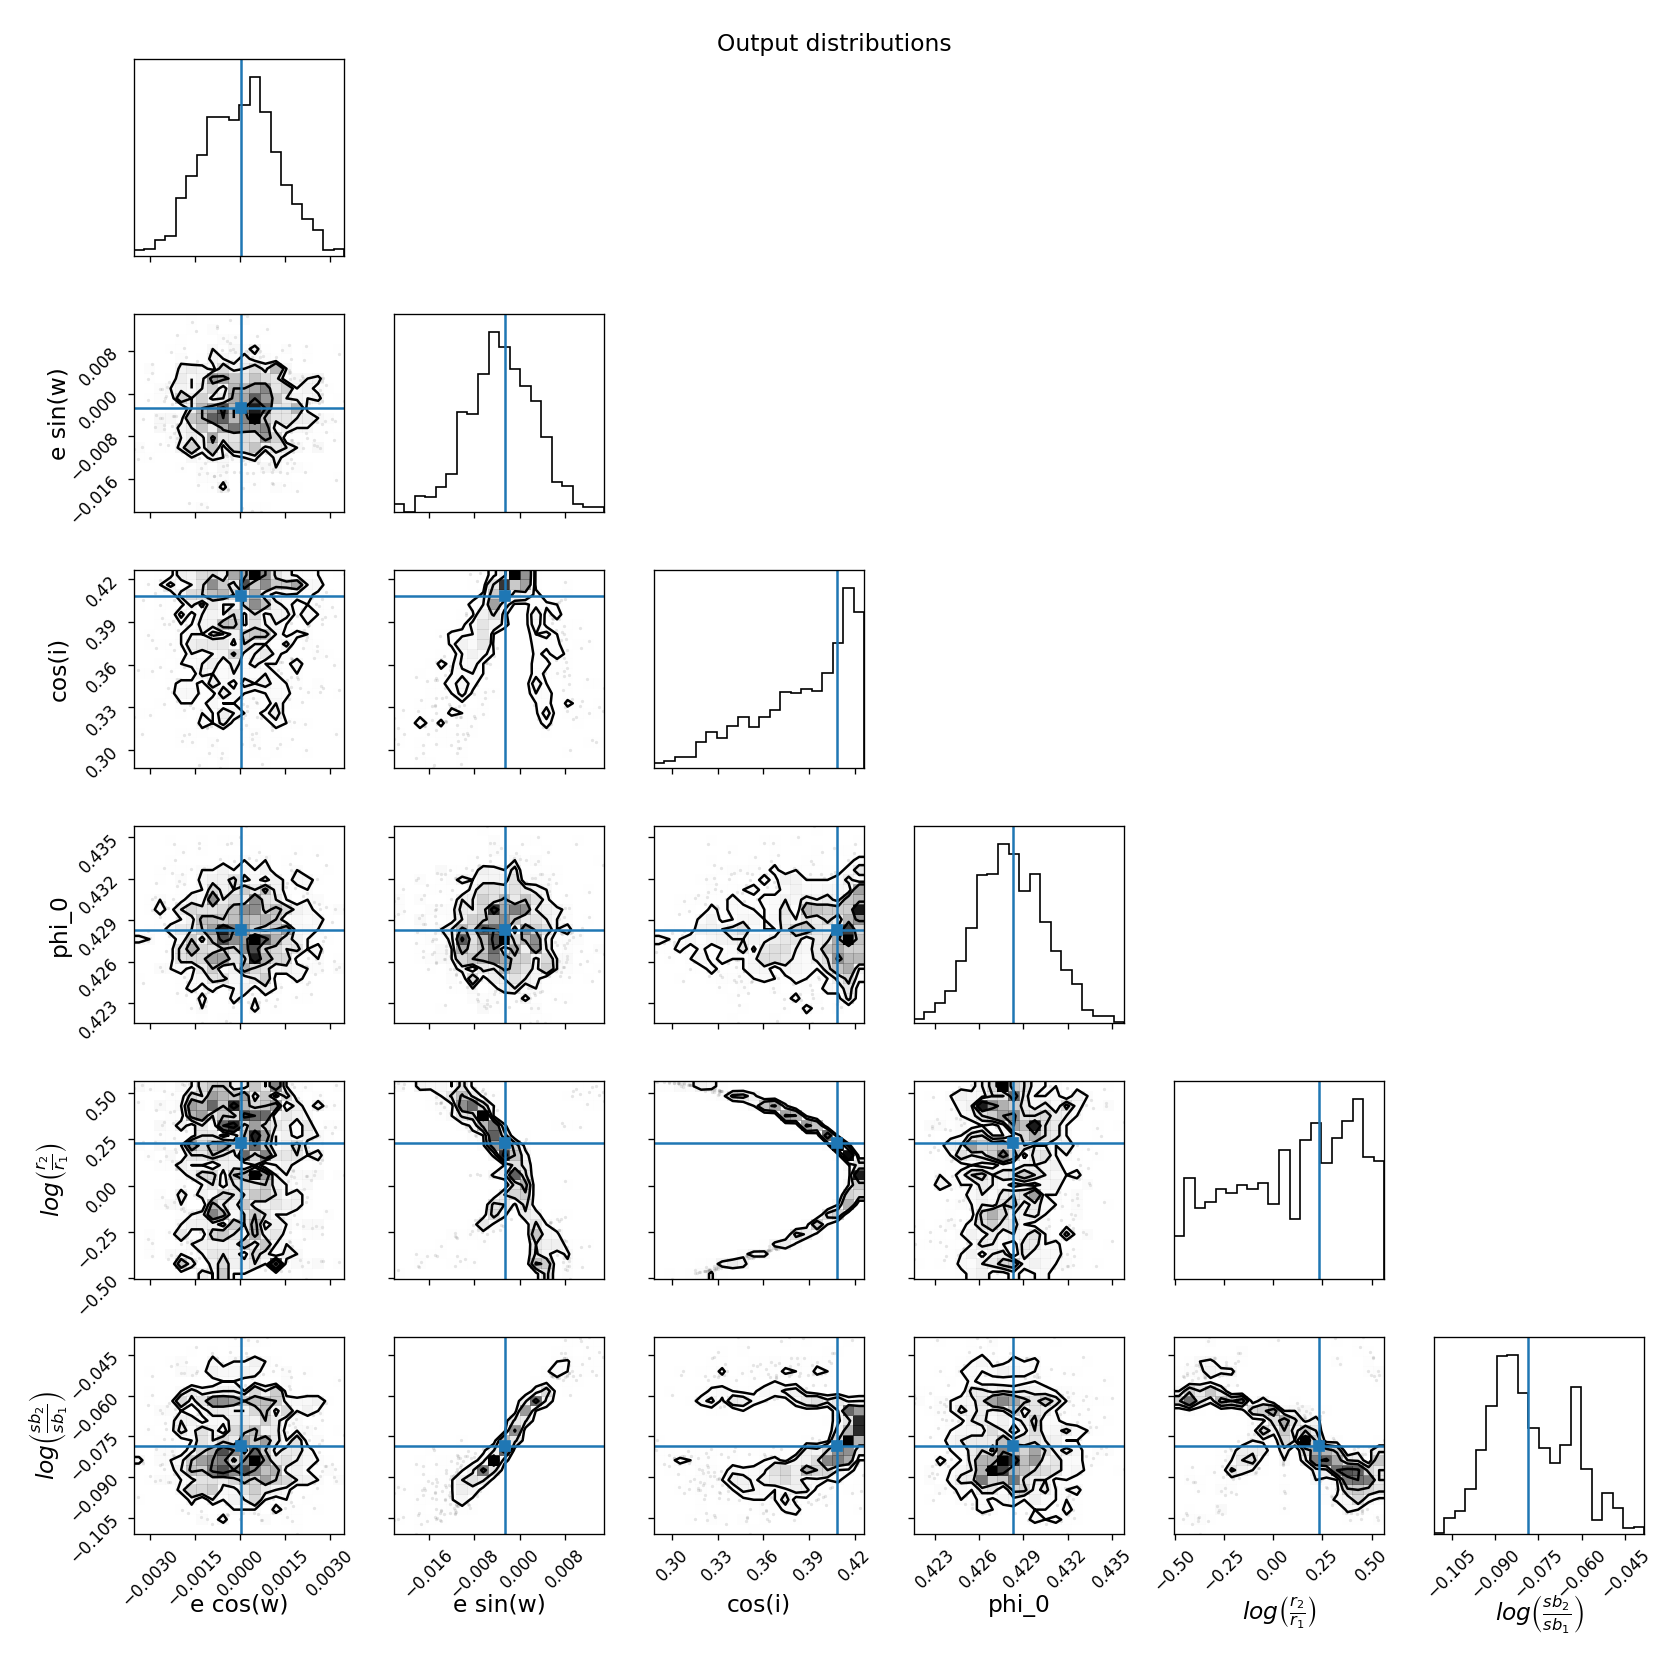 Output distributions
e sin(w)
0.008
0.000
−0.008
−0.016
cos(i)
0.42
0.39
0.36
0.33
0.30
phi_0
0.435
0.432
0.429
0.426
0.423
log(r2/r1)
0.50
0.25
0.00
−0.25
−0.50
log(sb2/sb1)
−0.045
−0.060
−0.075
−0.090
−0.105
−0.0030 −0.0015 0.0000 0.0015 0.0030
−0.016 −0.008 0.000 0.008
0.30 0.33 0.36 0.39 0.42
0.423 0.426 0.429 0.432 0.435
−0.50 −0.25 0.00 0.25 0.50
−0.105 −0.090 −0.075 −0.060 −0.045
e cos(w) e sin(w) cos(i) phi_0 log(r2/r1) log(sb2/sb1)